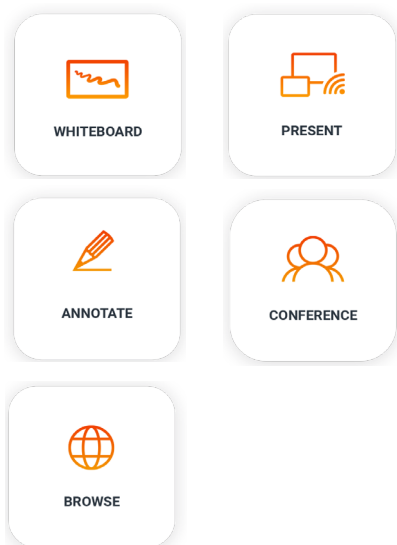 WHITEBOARD
PRESENT
ANNOTATE
CONFERENCE
BROWSE